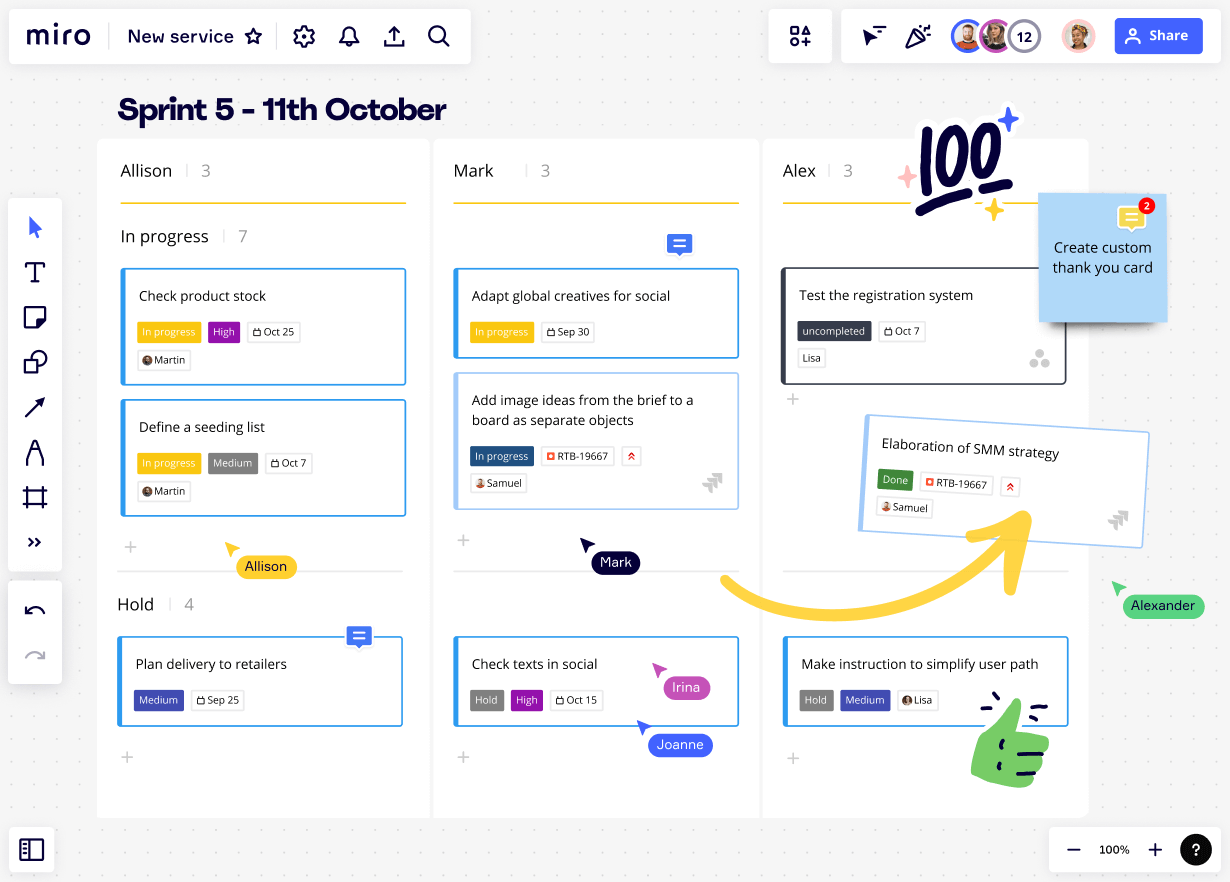 miro
New service
12
Share
Sprint 5 - 11th October
100
Allison 3
Mark 3
Alex 3
In progress 7
2
Create custom
thank you card
Check product stock
In progress High Oct 25
Martin
Adapt global creatives for social
In progress Sep 30
Test the registration system
uncompleted Oct 7
Lisa
Define a seeding list
In progress Medium Oct 7
Martin
Add image ideas from the brief to a
board as separate objects
In progress RTB-19667
Samuel
Elaboration of SMM strategy
Done RTB-19667
Samuel
Allison
Mark
Alexander
Hold 4
Plan delivery to retailers
Medium Sep 25
Check texts in social
Hold High Oct 15
Irina
Joanne
Make instruction to simplify user path
Hold Medium Lisa
100%
?